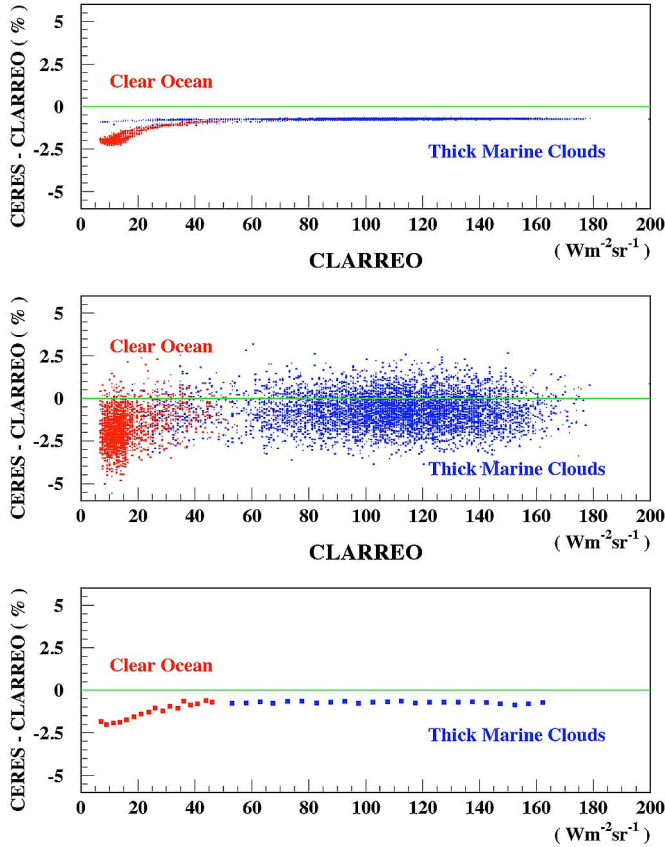 CERES - CLARREO ( % )
5
2.5
0
-2.5
-5
Clear Ocean
Thick Marine Clouds
0 20 40 60 80 100 120 140 160 180 200
CLARREO
( Wm⁻²sr⁻¹ )
CERES - CLARREO ( % )
5
2.5
0
-2.5
-5
Clear Ocean
Thick Marine Clouds
0 20 40 60 80 100 120 140 160 180 200
CLARREO
( Wm⁻²sr⁻¹ )
CERES - CLARREO ( % )
5
2.5
0
-2.5
-5
Clear Ocean
Thick Marine Clouds
0 20 40 60 80 100 120 140 160 180 200
( Wm⁻²sr⁻¹ )